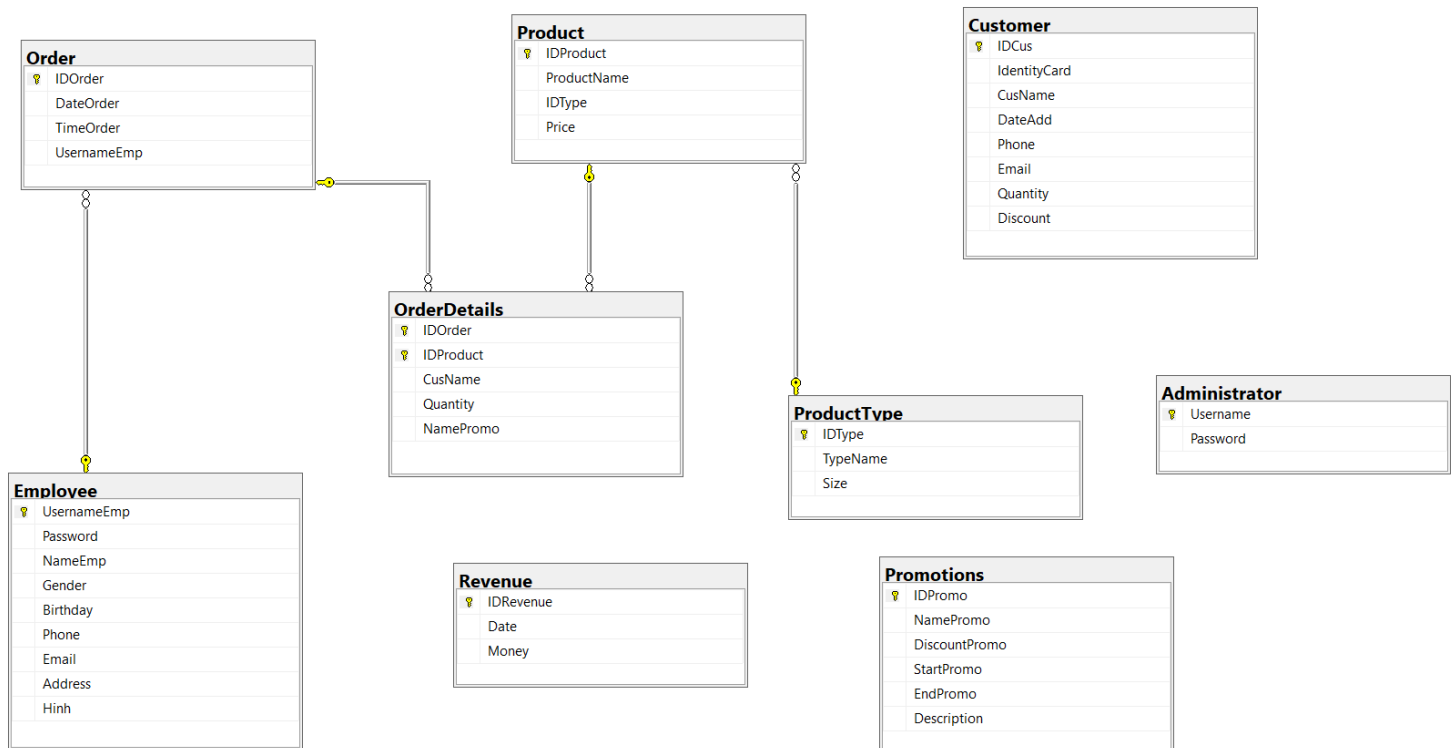 Order
IDOrder
DateOrder
TimeOrder
UsernameEmp
Product
IDProduct
ProductName
IDType
Price
Customer
IDCus
IdentityCard
CusName
DateAdd
Phone
Email
Quantity
Discount
OrderDetails
IDOrder
IDProduct
CusName
Quantity
NamePromo
ProductType
IDType
TypeName
Size
Administrator
Username
Password
Employee
UsernameEmp
Password
NameEmp
Gender
Birthday
Phone
Email
Address
Hinh
Revenue
IDRevenue
Date
Money
Promotions
IDPromo
NamePromo
DiscountPromo
StartPromo
EndPromo
Description